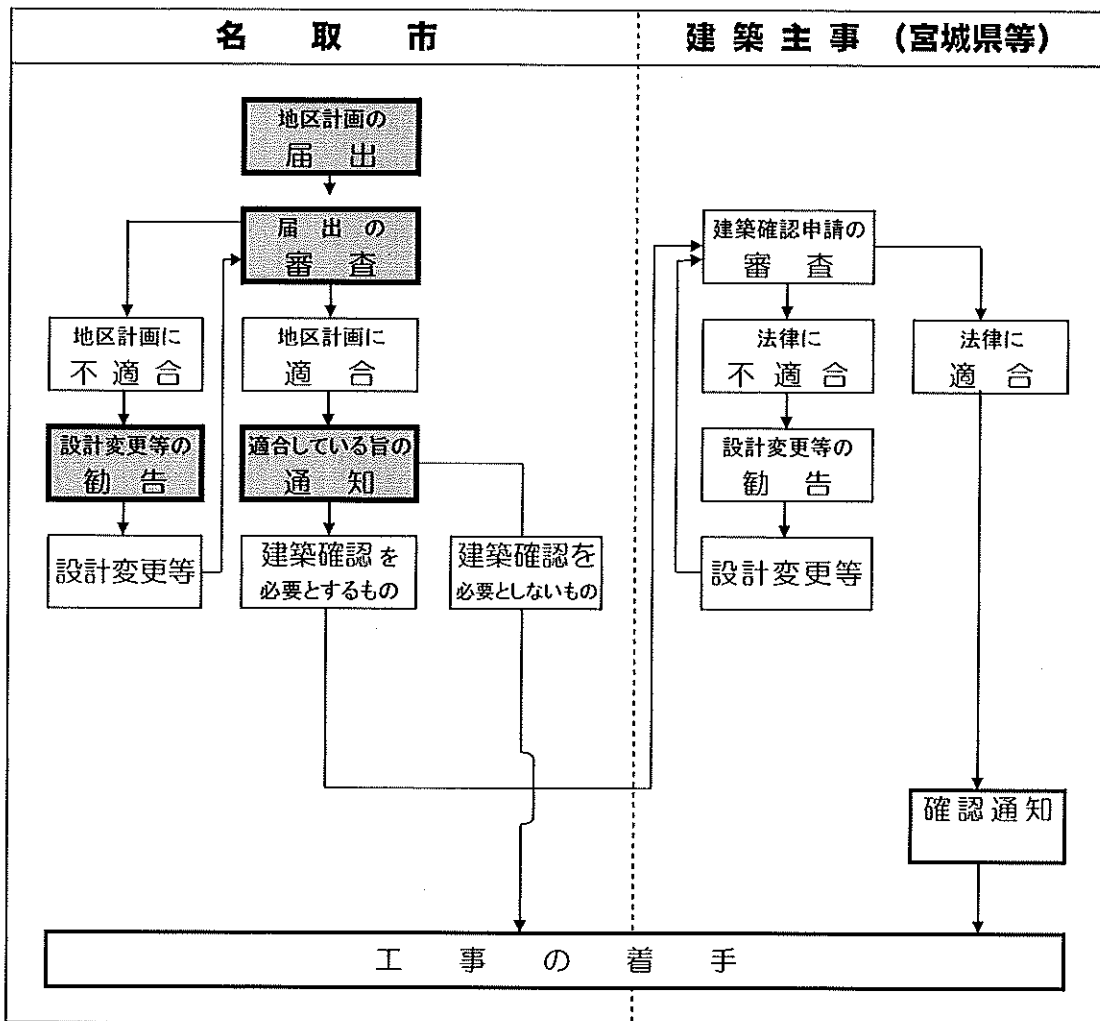 名取市
建築主事（宮城県等）
地区計画の
届出
届出の
審査
地区計画に
不適合
地区計画に
適合
設計変更等の
勧告
適合している旨の
通知
設計変更等
建築確認を
必要とするもの
建築確認を
必要としないもの
建築確認申請の
審査
法律に
不適合
法律に
適合
設計変更等の
勧告
設計変更等
確認通知
工事の着手